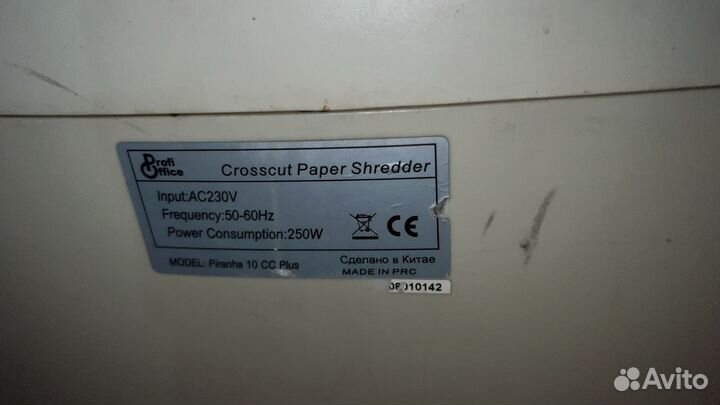 Profi Office
Crosscut Paper Shredder
Input:AC230V
Frequency:50-60Hz
Power Consumption:250W
CE
MODEL: Piranha 10 CC Plus
Сделано в Китае
MADE IN PRC
Avito